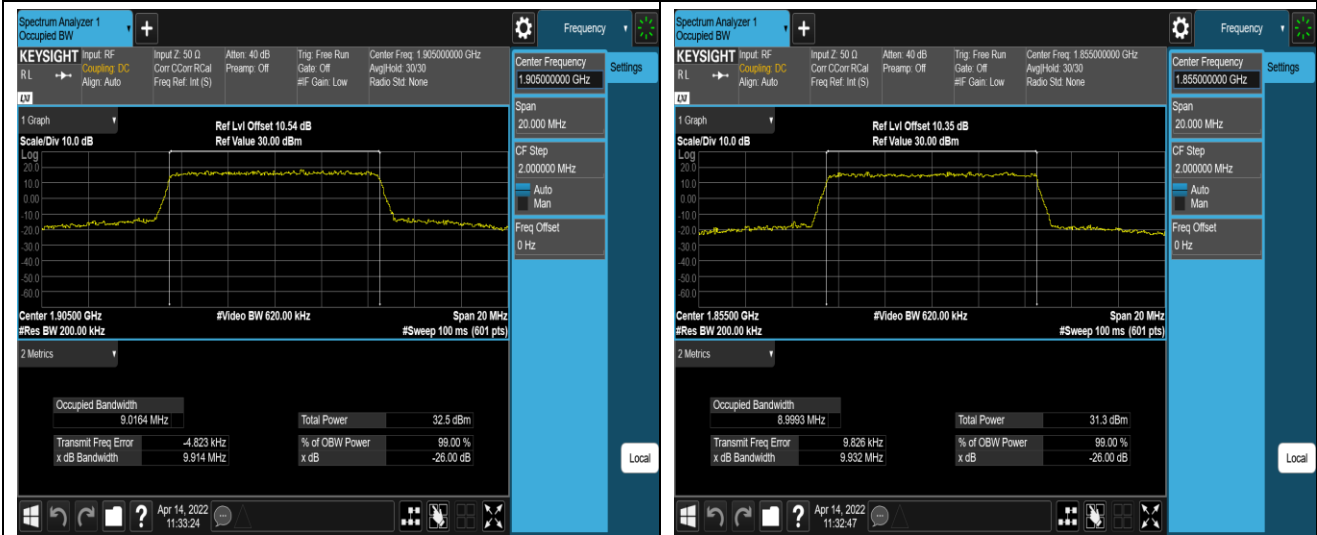 Spectrum Analyzer 1
Occupied BW
Frequency
KEYSIGHT Input: RF Input Z: 50 Ω Atten: 40 dB Trig: Free Run Center Freq: 1.905000000 GHz
RL Coupling: DC Corr CCorr RCal Preamp: Off Gate: Off Avg|Hold: 30/30
Align: Auto Freq Ref: Int (S) #IF Gain: Low Radio Std: None
LXI
Center Frequency
1.905000000 GHz
Settings
Span
20.000 MHz
CF Step
2.000000 MHz
Auto
Man
Freq Offset
0 Hz
1 Graph
Ref Lvl Offset 10.54 dB
Scale/Div 10.0 dB Ref Value 30.00 dBm
Log
20.0
10.0
0.00
-10.0
-20.0
-30.0
-40.0
-50.0
-60.0
Center 1.90500 GHz #Video BW 620.00 kHz Span 20 MHz
#Res BW 200.00 kHz #Sweep 100 ms (601 pts)
2 Metrics
Occupied Bandwidth
9.0164 MHz Total Power 32.5 dBm
Transmit Freq Error -4.823 kHz % of OBW Power 99.00 %
x dB Bandwidth 9.914 MHz x dB -26.00 dB
Local
? Apr 14, 2022
11:33:24
Spectrum Analyzer 1
Occupied BW
Frequency
KEYSIGHT Input: RF Input Z: 50 Ω Atten: 40 dB Trig: Free Run Center Freq: 1.855000000 GHz
RL Coupling: DC Corr CCorr RCal Preamp: Off Gate: Off Avg|Hold: 30/30
Align: Auto Freq Ref: Int (S) #IF Gain: Low Radio Std: None
LXI
Center Frequency
1.855000000 GHz
Settings
Span
20.000 MHz
CF Step
2.000000 MHz
Auto
Man
Freq Offset
0 Hz
1 Graph
Ref Lvl Offset 10.35 dB
Scale/Div 10.0 dB Ref Value 30.00 dBm
Log
20.0
10.0
0.00
-10.0
-20.0
-30.0
-40.0
-50.0
-60.0
Center 1.85500 GHz #Video BW 620.00 kHz Span 20 MHz
#Res BW 200.00 kHz #Sweep 100 ms (601 pts)
2 Metrics
Occupied Bandwidth
8.9993 MHz Total Power 31.3 dBm
Transmit Freq Error 9.826 kHz % of OBW Power 99.00 %
x dB Bandwidth 9.932 MHz x dB -26.00 dB
Local
? Apr 14, 2022
11:32:47